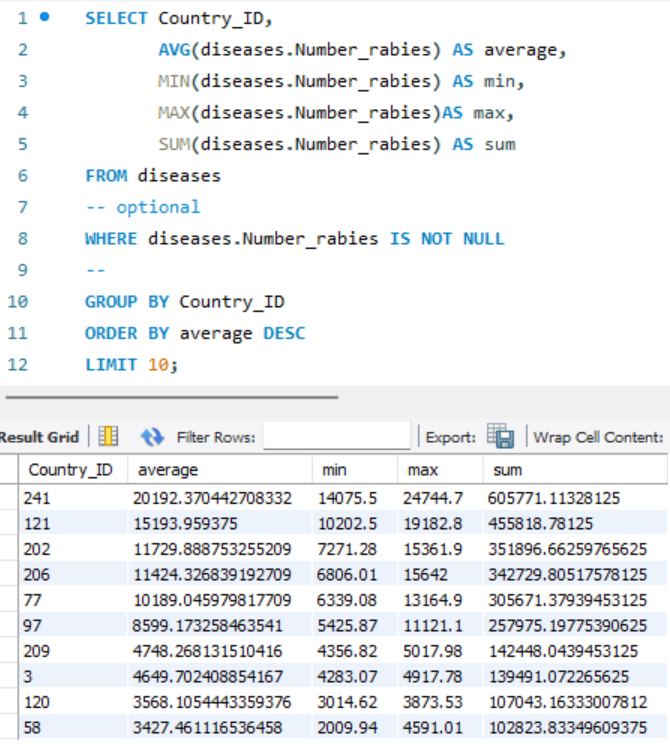 1 SELECT Country_ID,
2 AVG(diseases.Number_rabies) AS average,
3 MIN(diseases.Number_rabies) AS min,
4 MAX(diseases.Number_rabies)AS max,
5 SUM(diseases.Number_rabies) AS sum
6 FROM diseases
7 -- optional
8 WHERE diseases.Number_rabies IS NOT NULL
9 --
10 GROUP BY Country_ID
11 ORDER BY average DESC
12 LIMIT 10;
Result Grid Filter Rows: Export: Wrap Cell Content:
Country_ID average min max sum
241 20192.370442708332 14075.5 24744.7 605771.11328125
121 15193.959375 10202.5 19182.8 455818.78125
202 11729.888753255209 7271.28 15361.9 351896.66259765625
206 11424.326839192709 6806.01 15642 342729.80517578125
77 10189.045979817709 6339.08 13164.9 305671.37939453125
97 8599.173258463541 5425.87 11121.1 257975.19775390625
209 4748.268131510416 4356.82 5017.98 142448.0439453125
3 4649.702408854167 4283.07 4917.78 139491.072265625
120 3568.1054443359376 3014.62 3873.53 107043.16333007812
58 3427.461116536458 2009.94 4591.01 102823.83349609375